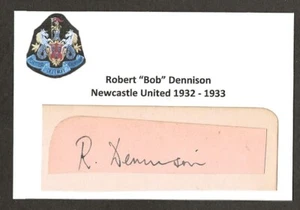 Robert “Bob” Dennison
Newcastle United 1932 - 1933
R. Dennison